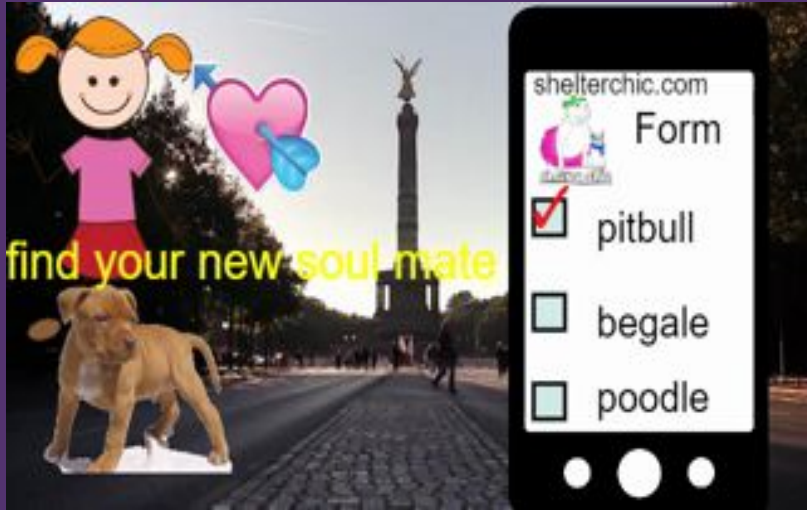 find your new soul mate
shelterchic.com
Form
pitbull
begale
poodle